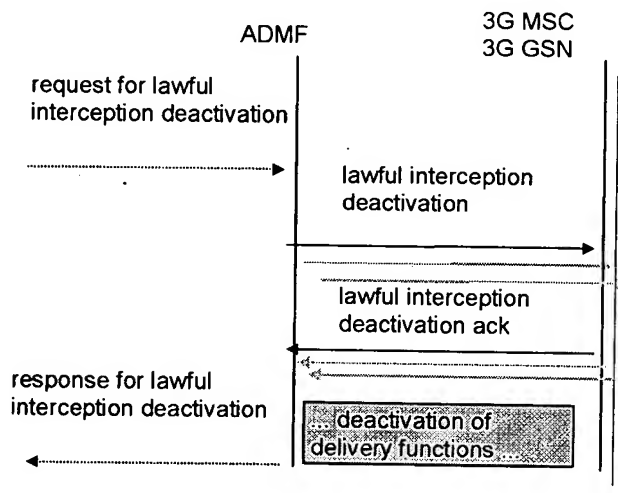 ADMF
3G MSC
3G GSN
request for lawful
interception deactivation
lawful interception
deactivation
lawful interception
deactivation ack
response for lawful
interception deactivation
... deactivation of
delivery functions ...